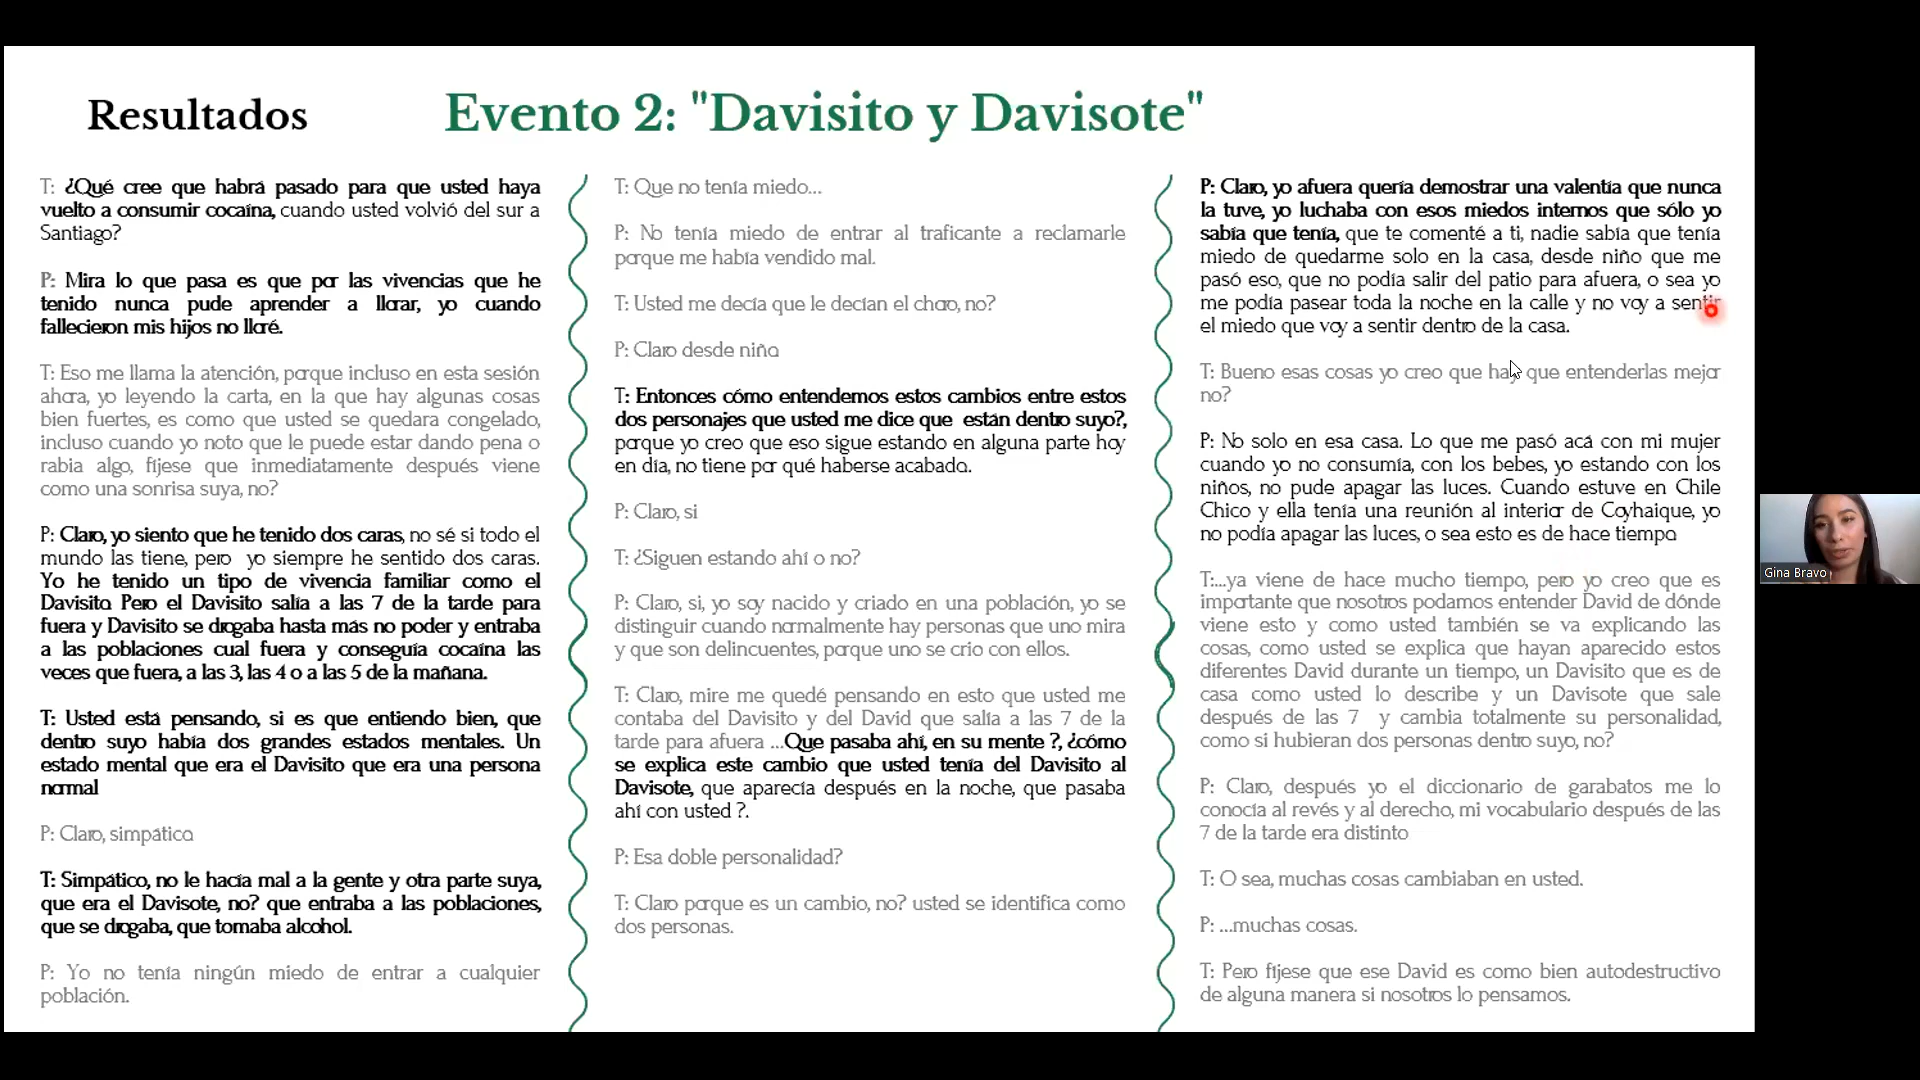 Resultados
Evento 2: "Davisito y Davisote"
T: ¿Qué cree que habrá pasado para que usted haya
vuelto a consumir cocaína, cuando usted volvió del sur a
Santiago?
P: Mira lo que pasa es que por las vivencias que he
tenido nunca pude aprender a llorar, yo cuando
fallecieron mis hijos no lloré.
T: Eso me llama la atención, porque incluso en esta sesión
ahora, yo leyendo la carta, en la que hay algunas cosas
bien fuertes, es como que usted se quedara congelado,
incluso cuando yo noto que le puede estar dando pena o
rabia algo, fíjese que inmediatamente después viene
como una sonrisa suya, no?
P: Claro, yo siento que he tenido dos caras, no sé si todo el
mundo las tiene, pero yo siempre he sentido dos caras.
Yo he tenido un tipo de vivencia familiar como el
Davisito. Pero el Davisito salía a las 7 de la tarde para
fuera y Davisito se drogaba hasta más no poder y entraba
a las poblaciones cual fuera y conseguía cocaína las
veces que fuera, a las 3, las 4 o a las 5 de la mañana.
T: Usted está pensando, si es que entiendo bien, que
dentro suyo había dos grandes estados mentales. Un
estado mental que era el Davisito que era una persona
normal
P: Claro, simpático.
T: Simpático, no le hacía mal a la gente y otra parte suya,
que era el Davisote, no? que entraba a las poblaciones,
que se drogaba, que tomaba alcohol.
P: Yo no tenía ningún miedo de entrar a cualquier
población.
T: Que no tenía miedo...
P: No tenía miedo de entrar al traficante a reclamarle
porque me había vendido mal.
T: Usted me decía que le decían el choro, no?
P: Claro desde niño.
T: Entonces cómo entendemos estos cambios entre estos
dos personajes que usted me dice que están dentro suyo?,
porque yo creo que eso sigue estando en alguna parte hoy
en día, no tiene por qué haberse acabado.
P: Claro, si
T: ¿Siguen estando ahí o no?
P: Claro, si, yo soy nacido y criado en una población, yo se
distinguir cuando normalmente hay personas que uno mira
y que son delincuentes, porque uno se crio con ellos.
T: Claro, mire me quedé pensando en esto que usted me
contaba del Davisito y del David que salía a las 7 de la
tarde para afuera ...Que pasaba ahí, en su mente ?, ¿cómo
se explica este cambio que usted tenía del Davisito al
Davisote, que aparecía después en la noche, que pasaba
ahí con usted ?.
P: Esa doble personalidad?
T: Claro porque es un cambio, no? usted se identifica como
dos personas.
P: Claro, yo afuera quería demostrar una valentía que nunca
la tuve, yo luchaba con esos miedos internos que sólo yo
sabía que tenía, que te comenté a ti, nadie sabía que tenía
miedo de quedarme solo en la casa, desde niño que me
pasó eso, que no podía salir del patio para afuera, o sea yo
me podía pasear toda la noche en la calle y no voy a sentir
el miedo que voy a sentir dentro de la casa.
T: Bueno esas cosas yo creo que hay que entenderlas mejor
no?
P: No solo en esa casa. Lo que me pasó acá con mi mujer
cuando yo no consumía, con los bebes, yo estando con los
niños, no pude apagar las luces. Cuando estuve en Chile
Chico y ella tenía una reunión al interior de Coyhaique, yo
no podía apagar las luces, o sea esto es de hace tiempo.
T:...ya viene de hace mucho tiempo, pero yo creo que es
importante que nosotros podamos entender David de dónde
viene esto y como usted también se va explicando las
cosas, como usted se explica que hayan aparecido estos
diferentes David durante un tiempo, un Davisito que es de
casa como usted lo describe y un Davisote que sale
después de las 7 y cambia totalmente su personalidad,
como si hubieran dos personas dentro suyo, no?
P: Claro, después yo el diccionario de garabatos me lo
conocía al revés y al derecho, mi vocabulario después de las
7 de la tarde era distinto
T: O sea, muchas cosas cambiaban en usted.
P: ...muchas cosas.
T: Pero fíjese que ese David es como bien autodestructivo
de alguna manera si nosotros lo pensamos.
Gina Bravo